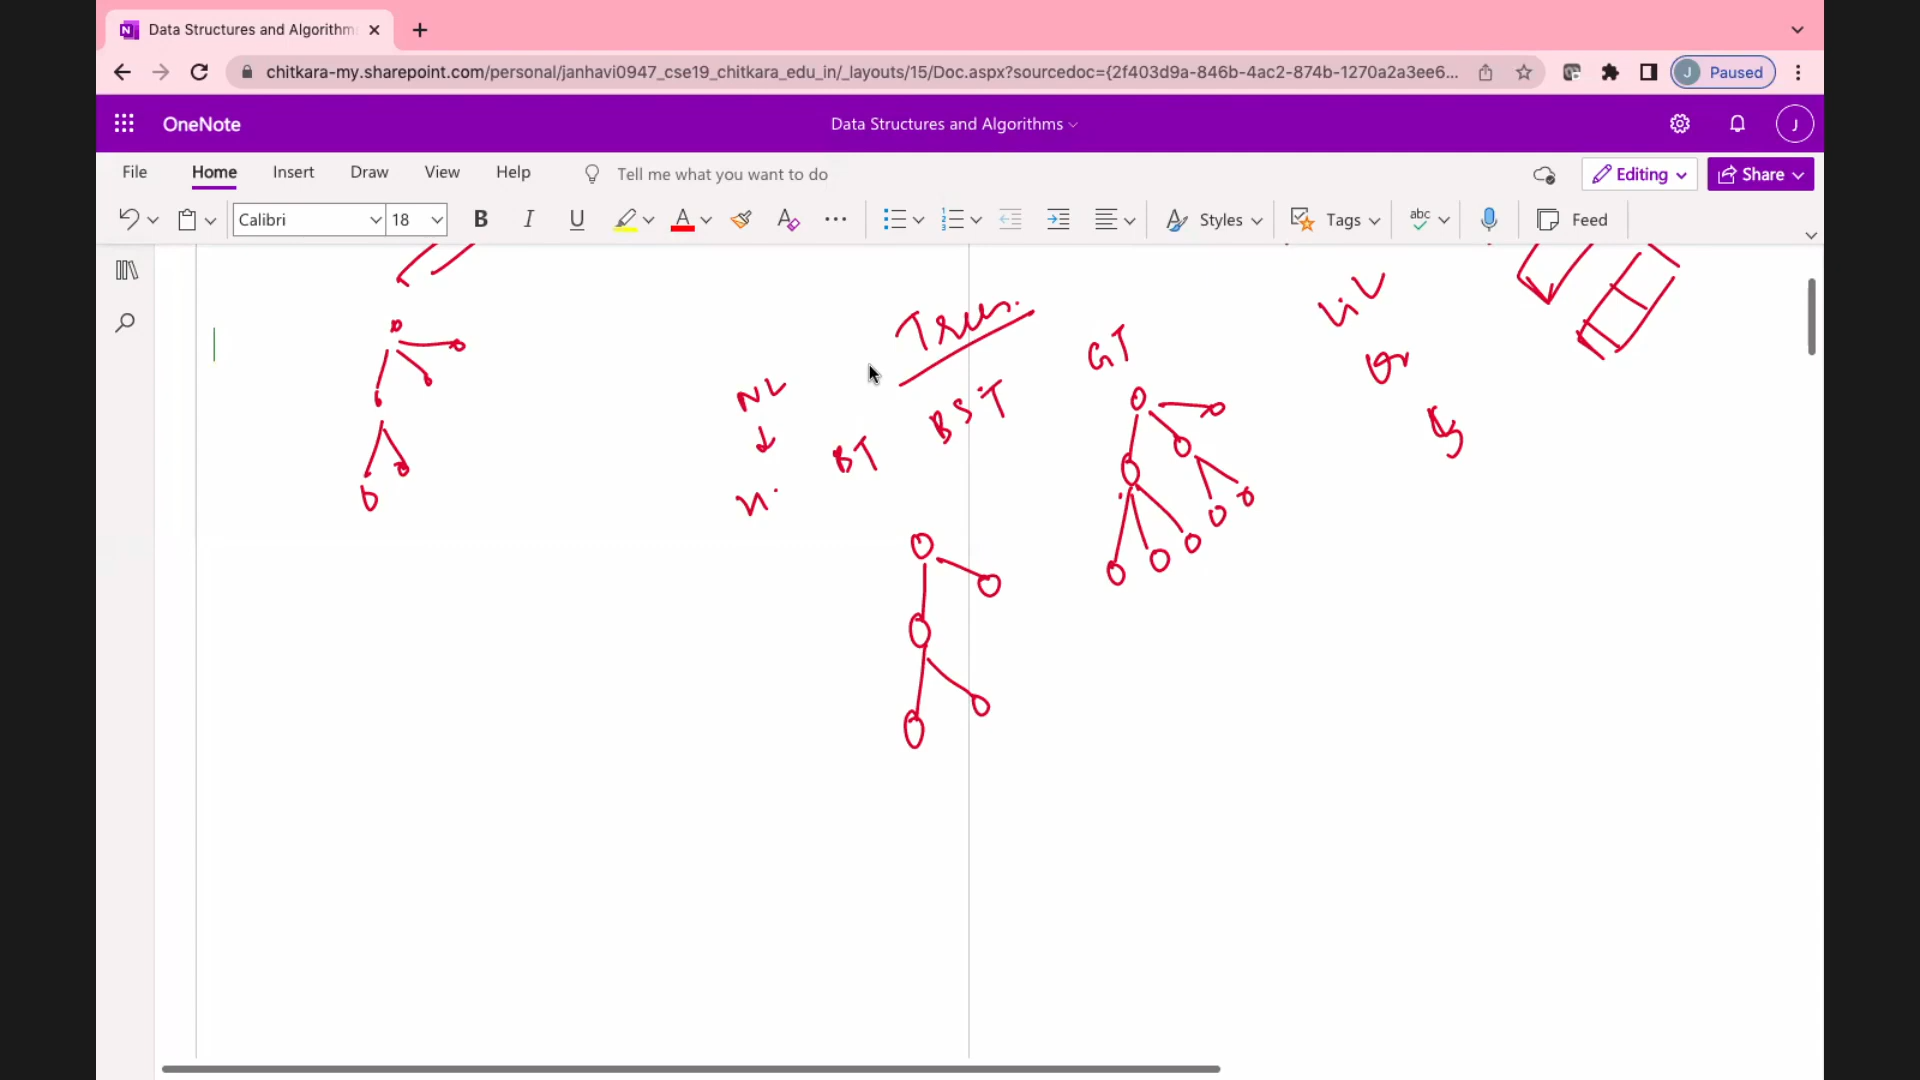 Data Structures and Algorithm
chitkara-my.sharepoint.com/personal/janhavi0947_cse19_chitkara_edu_in/_layouts/15/Doc.aspx?sourcedoc={2f403d9a-846b-4ac2-874b-1270a2a3ee6...
J Paused
OneNote
Data Structures and Algorithms
J
File Home Insert Draw View Help Tell me what you want to do
Editing Share
Calibri 18 B I U A A ... Styles Tags abc Feed
Trees.
GT
NL
BST
BT